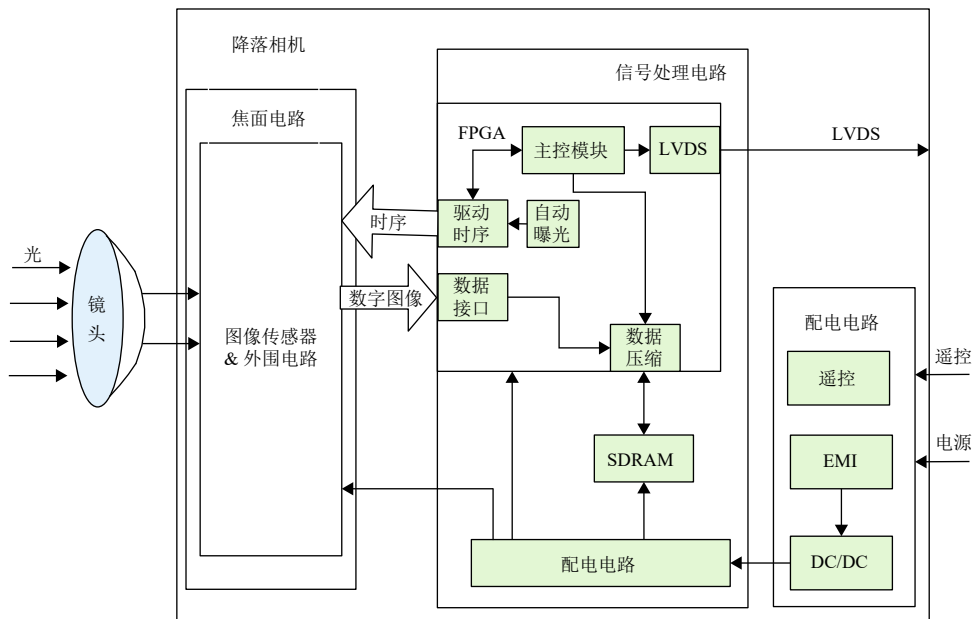 降落相机
信号处理电路
焦面电路
FPGA
主控模块
LVDS
LVDS
驱动
时序
自动
曝光
时序
光
镜
头
数字图像
数据
接口
图像传感器
& 外围电路
数据
压缩
配电电路
遥控
遥控
SDRAM
EMI
电源
配电电路
DC/DC